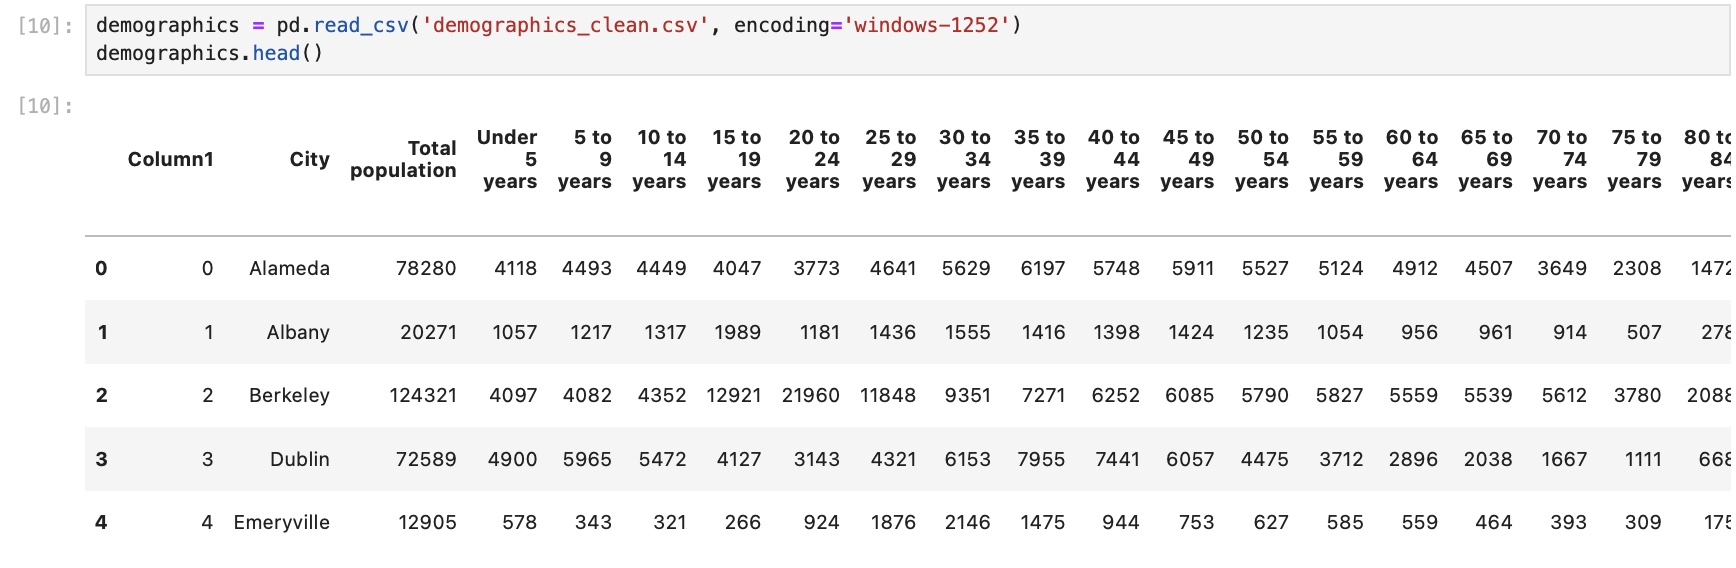 [10]: demographics = pd.read_csv('demographics_clean.csv', encoding='windows-1252')
demographics.head()
[10]:
Column1 City Total population Under 5 years 5 to 9 years 10 to 14 years 15 to 19 years 20 to 24 years 25 to 29 years 30 to 34 years 35 to 39 years 40 to 44 years 45 to 49 years 50 to 54 years 55 to 59 years 60 to 64 years 65 to 69 years 70 to 74 years 75 to 79 years 80 to 84 years
0 0 Alameda 78280 4118 4493 4449 4047 3773 4641 5629 6197 5748 5911 5527 5124 4912 4507 3649 2308 1472
1 1 Albany 20271 1057 1217 1317 1989 1181 1436 1555 1416 1398 1424 1235 1054 956 961 914 507 278
2 2 Berkeley 124321 4097 4082 4352 12921 21960 11848 9351 7271 6252 6085 5790 5827 5559 5539 5612 3780 2088
3 3 Dublin 72589 4900 5965 5472 4127 3143 4321 6153 7955 7441 6057 4475 3712 2896 2038 1667 1111 668
4 4 Emeryville 12905 578 343 321 266 924 1876 2146 1475 944 753 627 585 559 464 393 309 175